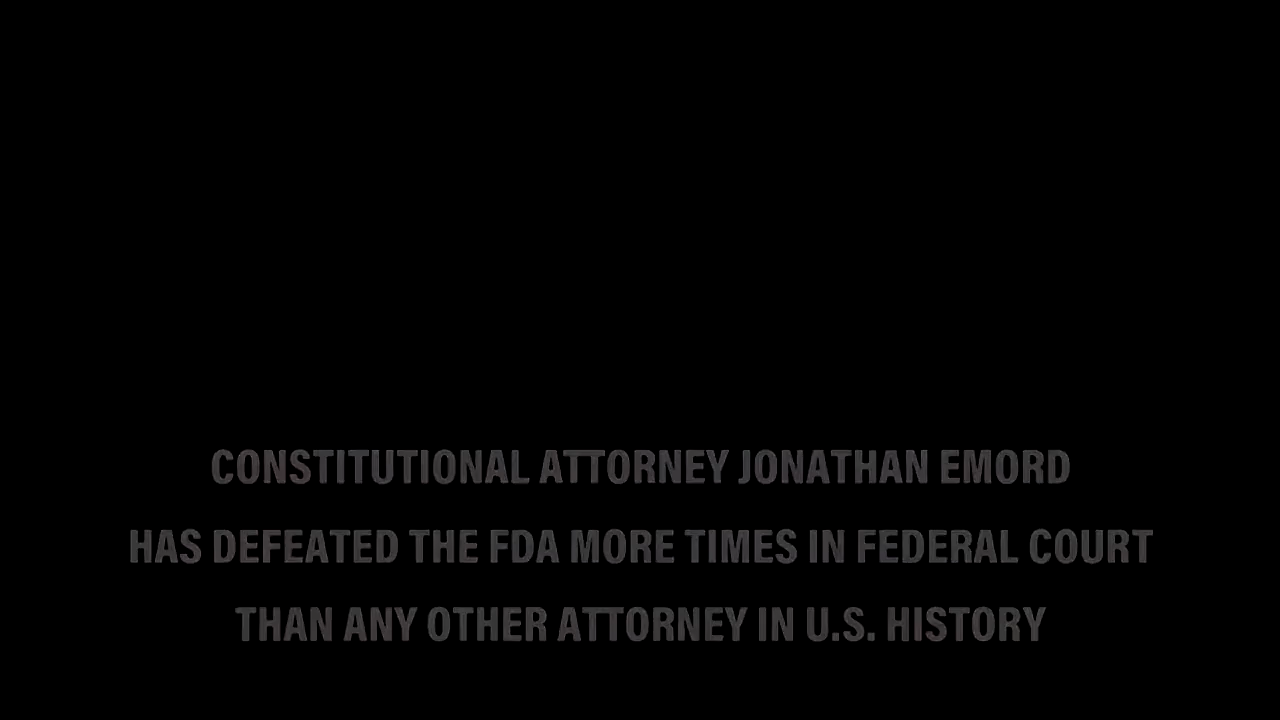 CONSTITUTIONAL ATTORNEY JONATHAN EMORD
HAS DEFEATED THE FDA MORE TIMES IN FEDERAL COURT
THAN ANY OTHER ATTORNEY IN U.S. HISTORY